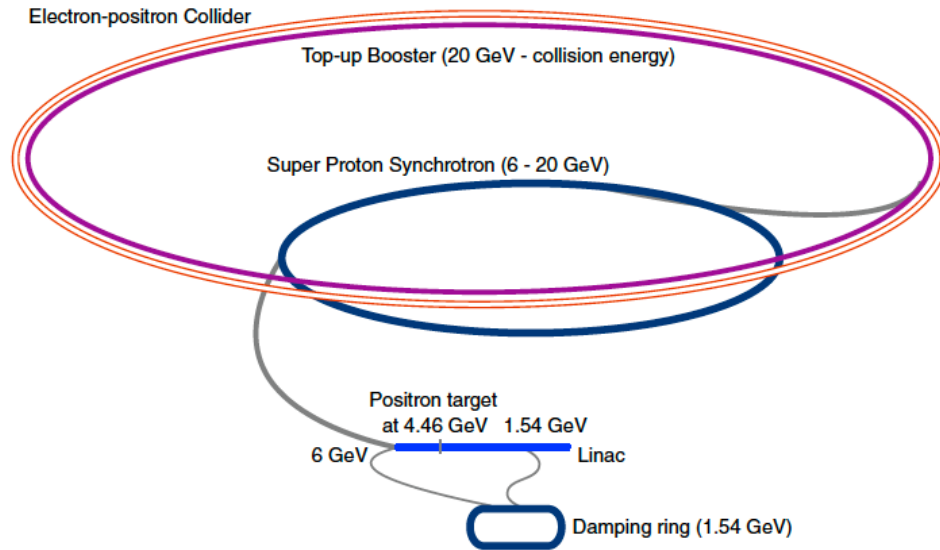 Electron-positron Collider
Top-up Booster (20 GeV - collision energy)
Super Proton Synchrotron (6 - 20 GeV)
Positron target
at 4.46 GeV
1.54 GeV
6 GeV
Linac
Damping ring (1.54 GeV)